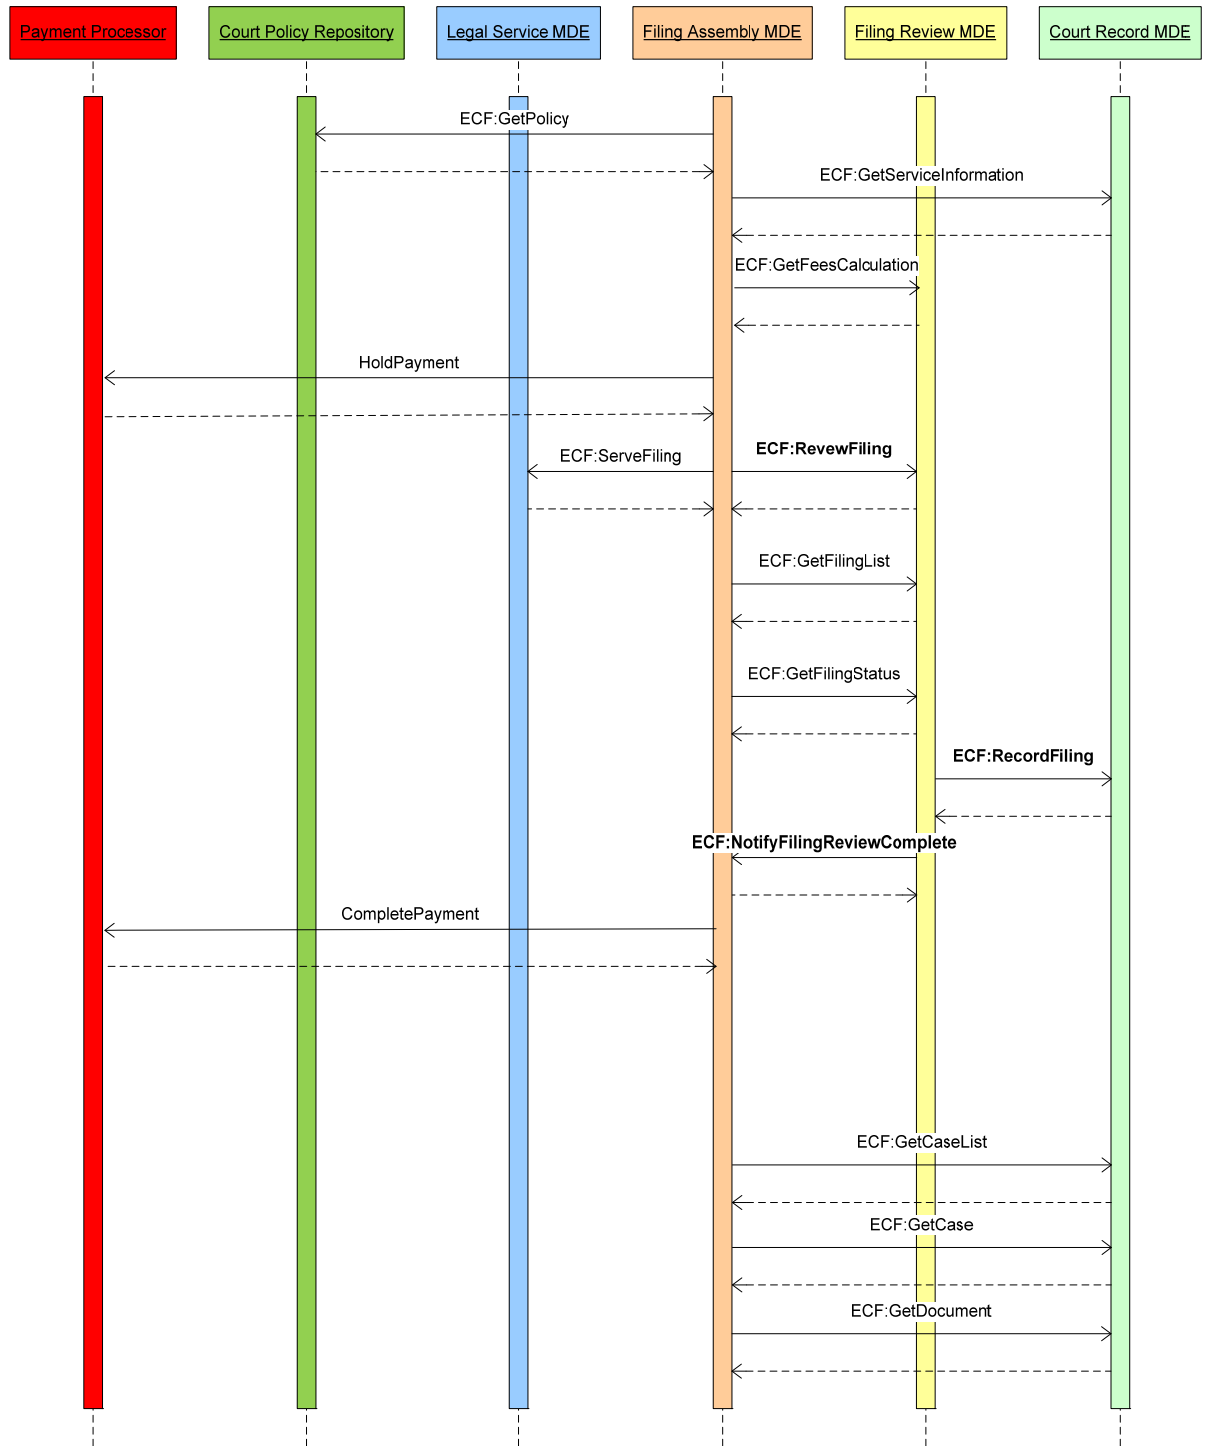 Payment Processor
Court Policy Repository
Legal Service MDE
Filing Assembly MDE
Filing Review MDE
Court Record MDE
ECF:GetPolicy
ECF:GetServiceInformation
ECF:GetFeesCalculation
HoldPayment
ECF:ServeFiling
ECF:RevewFiling
ECF:GetFilingList
ECF:GetFilingStatus
ECF:RecordFiling
ECF:NotifyFilingReviewComplete
CompletePayment
ECF:GetCaseList
ECF:GetCase
ECF:GetDocument